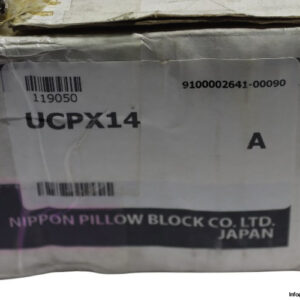 119050
9100002641-00090
UCPX14
A
NIPPON PILLOW BLOCK CO. LTD.
JAPAN